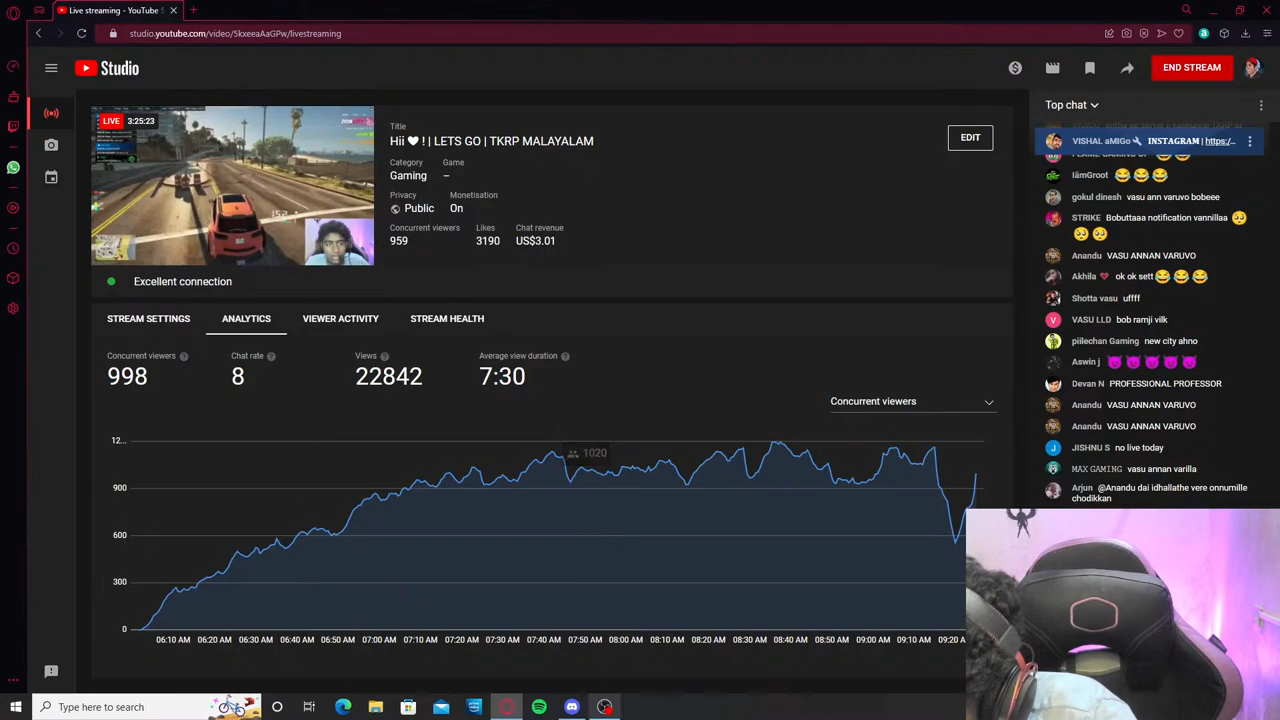 Live streaming - YouTube S
studio.youtube.com/video/5kxeeaAaGPw/livestreaming
Studio
END STREAM
LIVE 3:25:23
Title
Hii ! | LETS GO | TKRP MALAYALAM
EDIT
Category Game
Gaming –
Privacy Monetisation
Public On
Concurrent viewers Likes Chat revenue
959 3190 US$3.01
Excellent connection
STREAM SETTINGS ANALYTICS VIEWER ACTIVITY STREAM HEALTH
Concurrent viewers Chat rate Views Average view duration
998 8 22842 7:30
Concurrent viewers
12...
1020
900
600
300
0
06:10 AM 06:20 AM 06:30 AM 06:40 AM 06:50 AM 07:00 AM 07:10 AM 07:20 AM 07:30 AM 07:40 AM 07:50 AM 08:00 AM 08:10 AM 08:20 AM 08:30 AM 08:40 AM 08:50 AM 09:00 AM 09:10 AM 09:20 A
Top chat
VISHAL aMIGo INSTAGRAM | https:/...
IämGroot 😂😂😂
gokul dinesh vasu ann varuvo bobeee
STRIKE Bobuttaaa notification vannillaa 🥺
🥺🥺
Anandu VASU ANNAN VARUVO
Akhila ok ok sett 😂😂😂
Shotta vasu uffff
VASU LLD bob ramji vilk
piilechan Gaming new city ahno
Aswin j 😈😈😈😈😈
Devan N PROFESSIONAL PROFESSOR
Anandu VASU ANNAN VARUVO
Anandu VASU ANNAN VARUVO
JISHNU S no live today
MAX GAMING vasu annan varilla
Arjun @Anandu dai idhallathe vere onnumille
chodikkan
Type here to search